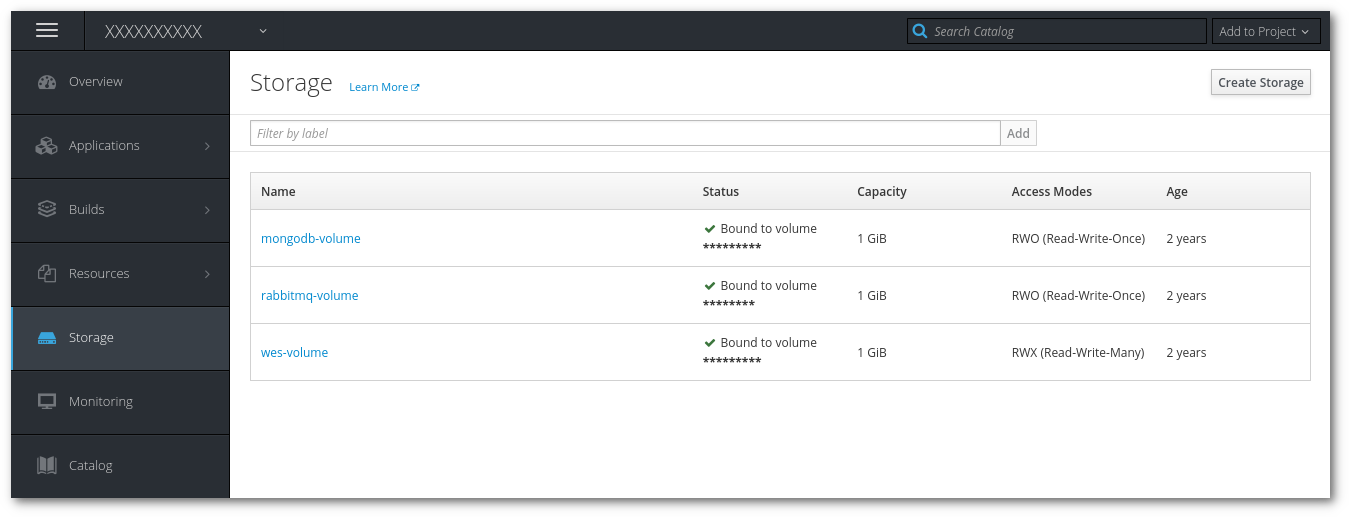 XXXXXXXXXX
Search Catalog
Add to Project
Overview
Applications
Builds
Resources
Storage
Monitoring
Catalog
Storage Learn More
Create Storage
Filter by label Add
Name Status Capacity Access Modes Age
mongodb-volume Bound to volume 1 GiB RWO (Read-Write-Once) 2 years
*********
rabbitmq-volume Bound to volume 1 GiB RWO (Read-Write-Once) 2 years
********
wes-volume Bound to volume 1 GiB RWX (Read-Write-Many) 2 years
*********